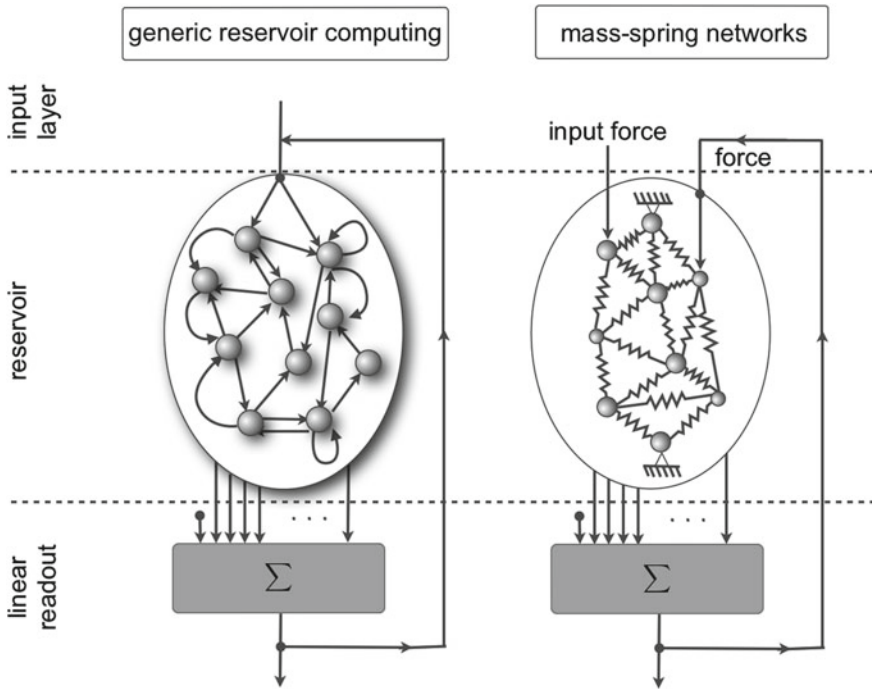 generic reservoir computing
mass-spring networks
input
layer
input force
force
reservoir
. . .
. . .
linear
readout
Σ
Σ